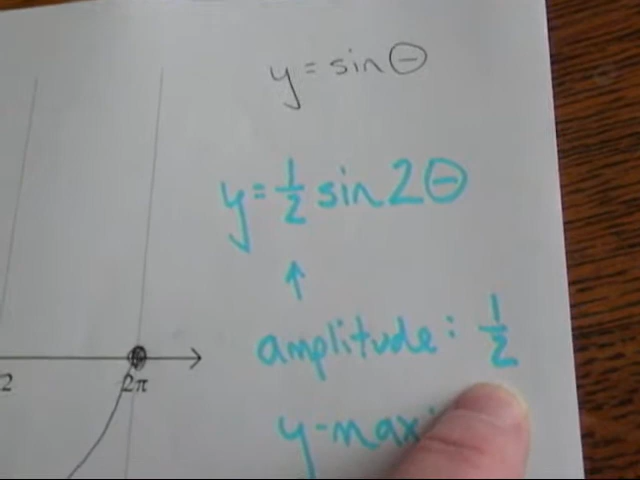 y = sin θ
y = 1/2 sin 2θ
↑
amplitude: 1/2
2
2π
y-max